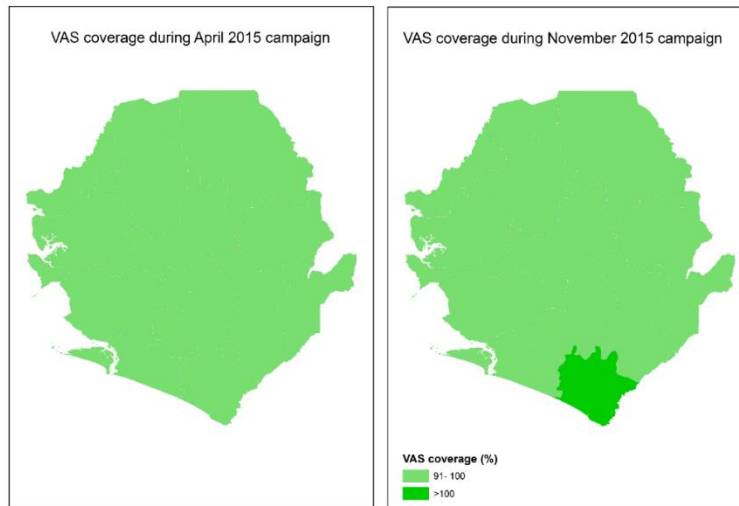 VAS coverage during April 2015 campaign
VAS coverage during November 2015 campaign
VAS coverage (%)
91- 100
>100